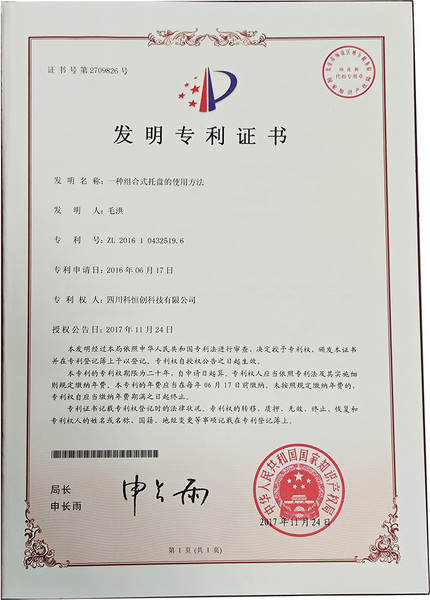 证书号第2709826号
发明专利证书
发明名称:一种组合式托盘的使用方法
发明人:毛洪
专利号:ZL 2016 1 0432519.6
专利申请日:2016年06月17日
专利权人:四川科恒创科技有限公司
授权公告日:2017年11月24日
本发明经过本局依照中华人民共和国专利法进行审查,决定授予专利权,颁发本证书
并在专利登记簿上予以登记。专利权自授权公告之日起生效。
本专利的专利权期限为二十年,自申请日起算。专利权人应当依照专利法及其实施细
则规定缴纳年费。本专利的年费应当在每年06月17日前缴纳。未按照规定缴纳年费的,
专利权自应当缴纳年费期满之日起终止。
专利证书记载专利权登记时的法律状况。专利权的转移、质押、无效、终止、恢复和
专利权人的姓名或名称、国籍、地址变更等事项记载在专利登记簿上。
局长
申长雨
申长雨
中华人民共和国国家知识产权局
2017年11月24日
第1页(共1页)